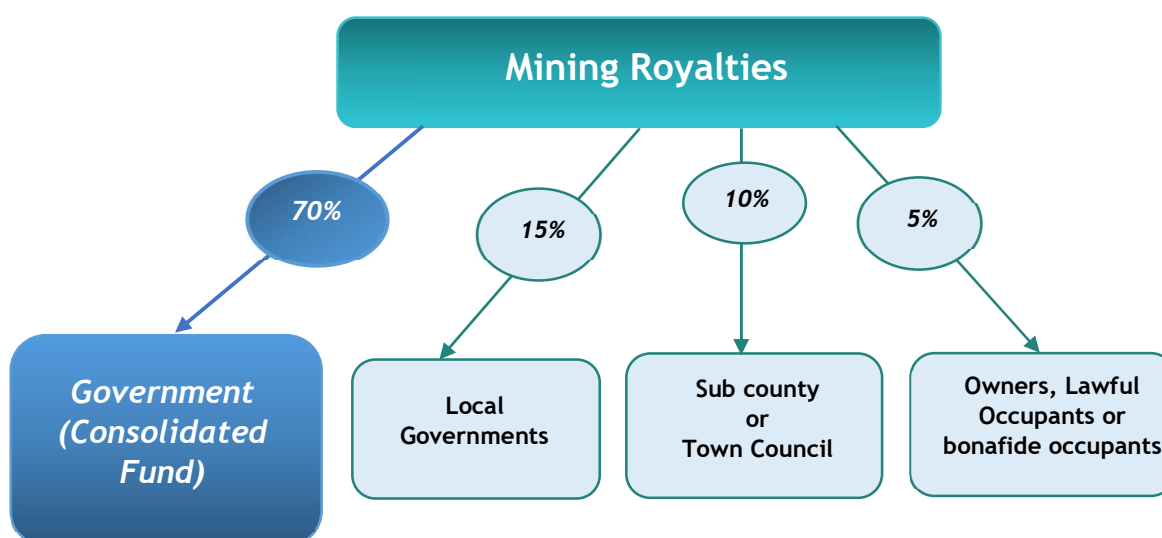 Mining Royalties
70%
15%
10%
5%
Government
(Consolidated
Fund)
Local
Governments
Sub county
or
Town Council
Owners, Lawful
Occupants or
bonafide occupants